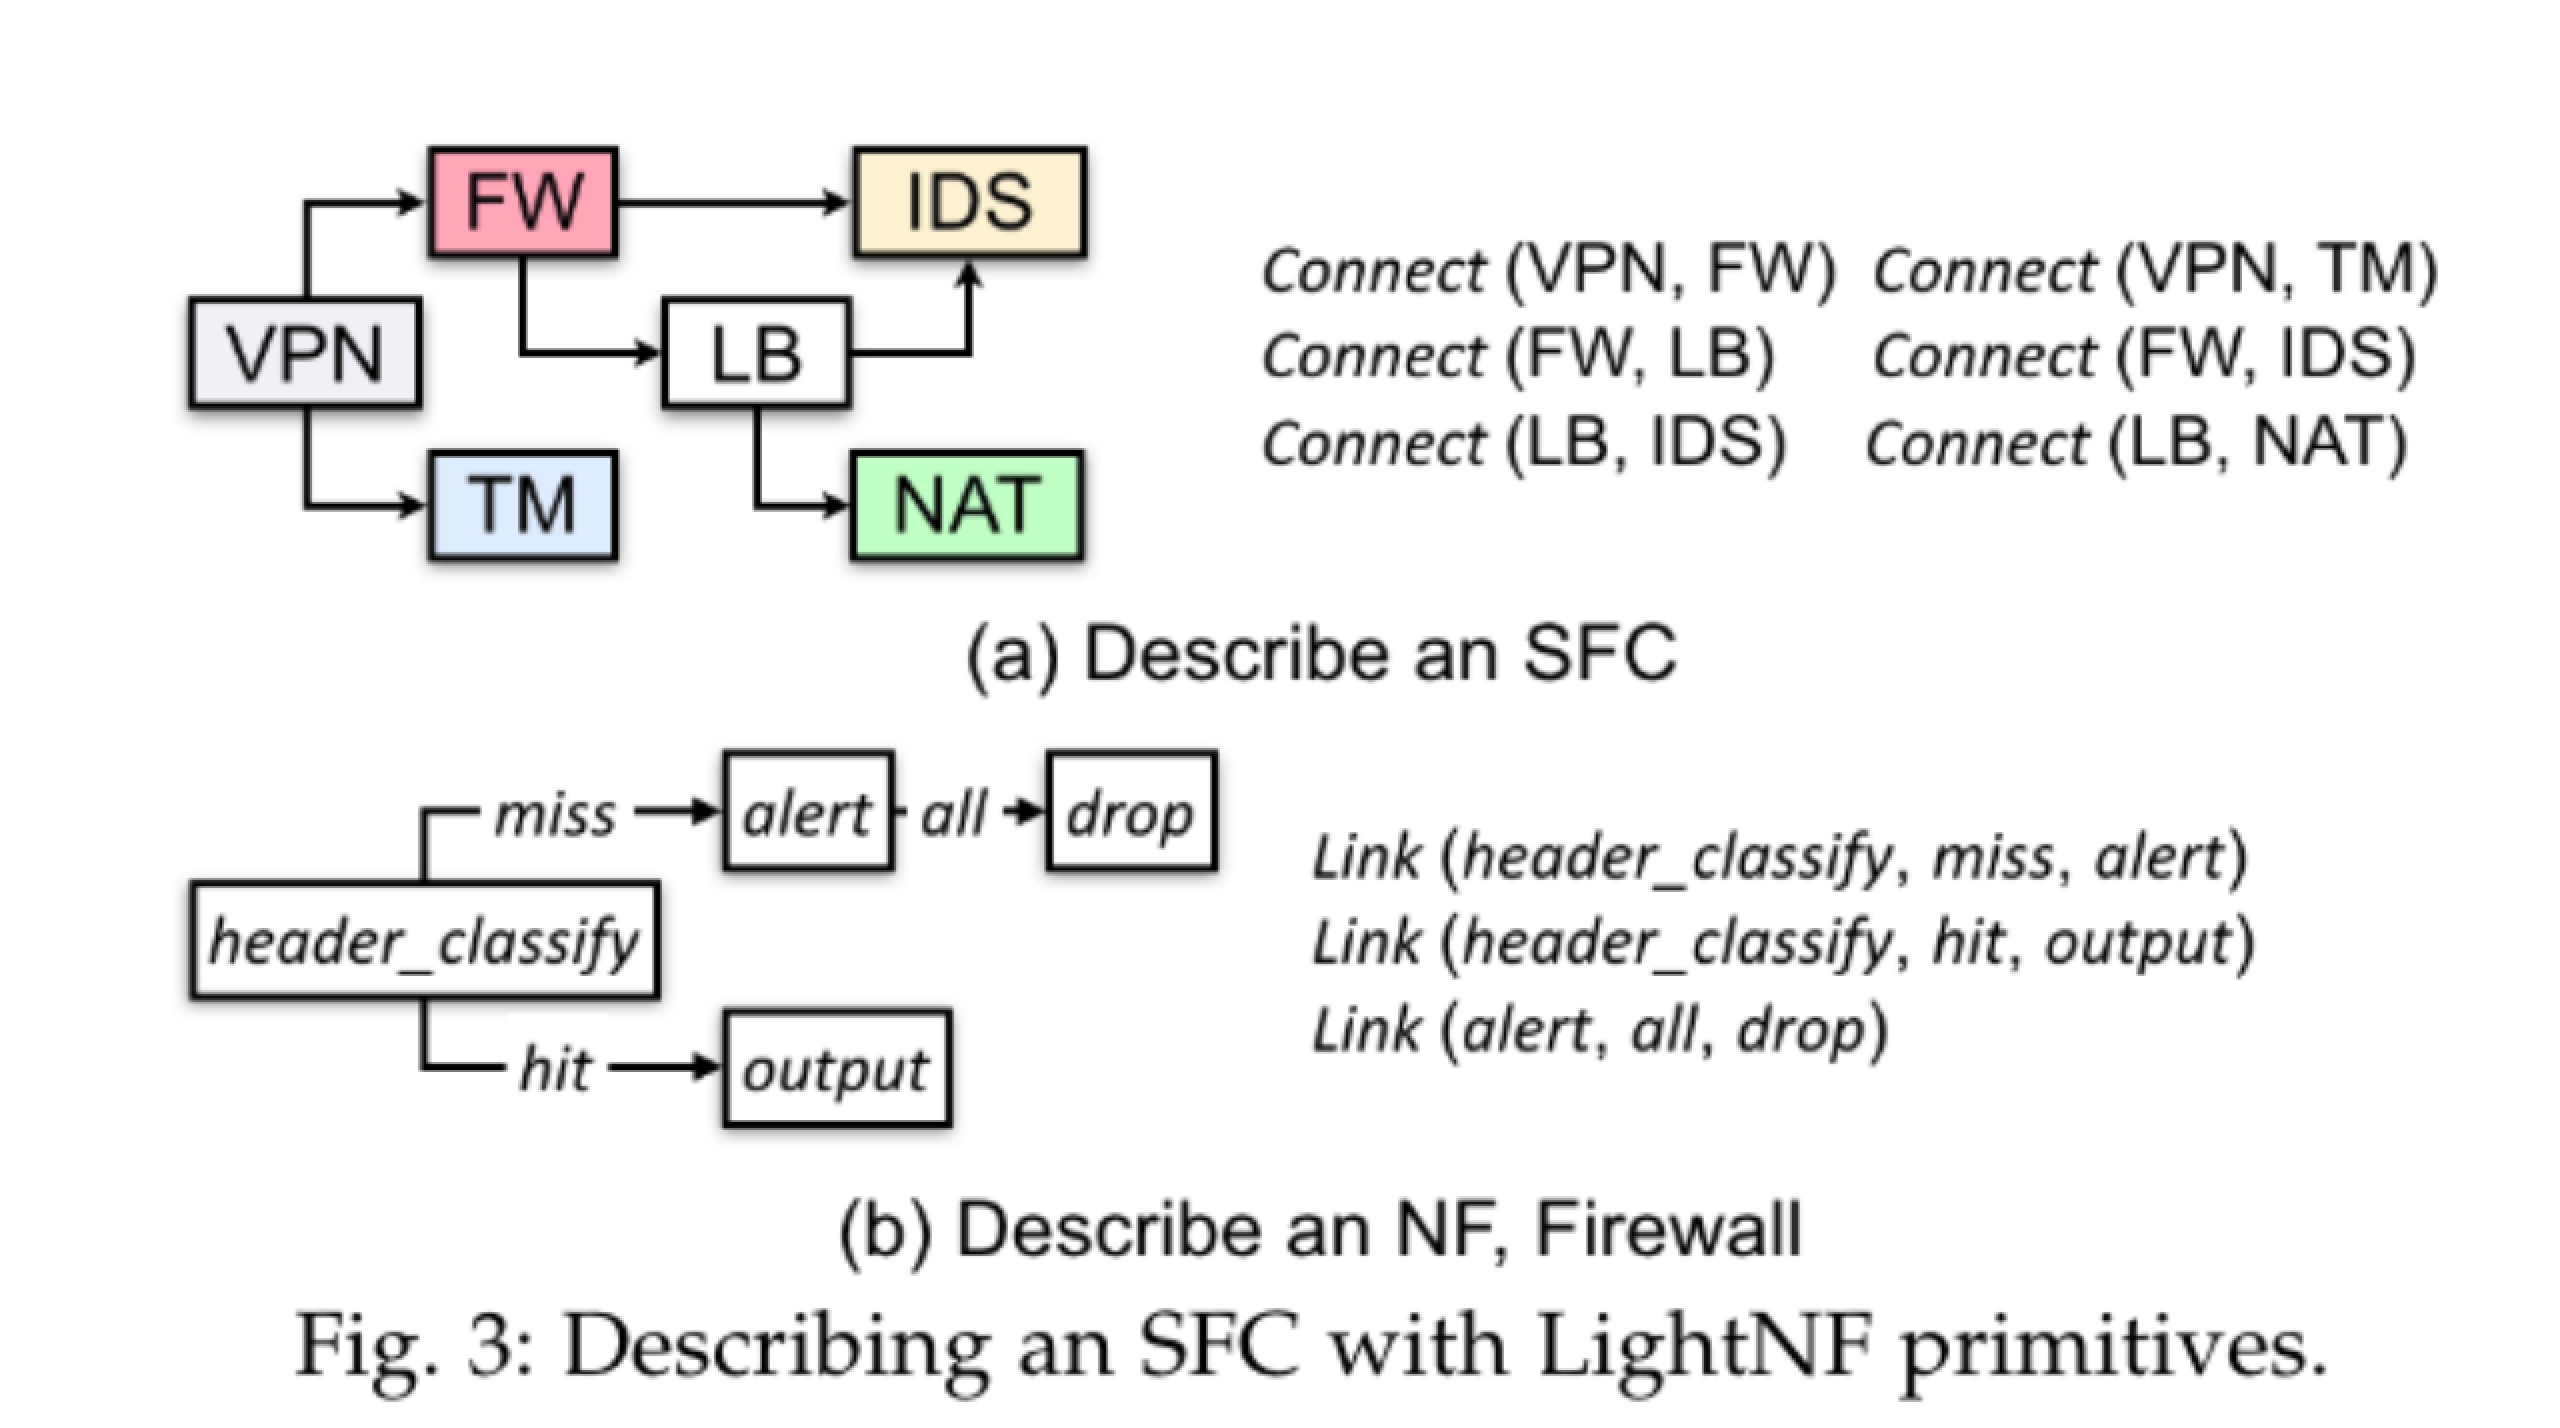 FW
IDS
VPN
LB
TM
NAT
Connect (VPN, FW) Connect (VPN, TM)
Connect (FW, LB) Connect (FW, IDS)
Connect (LB, IDS) Connect (LB, NAT)
(a) Describe an SFC
miss
alert
all
drop
header_classify
hit
output
Link (header_classify, miss, alert)
Link (header_classify, hit, output)
Link (alert, all, drop)
(b) Describe an NF, Firewall
Fig. 3: Describing an SFC with LightNF primitives.